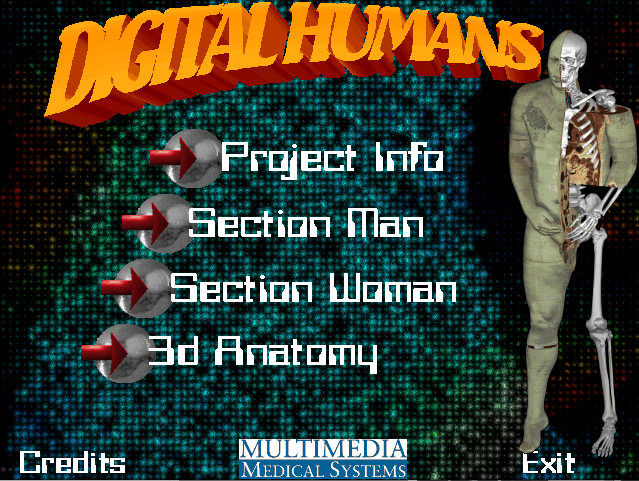 DIGITAL HUMANS
Project Info
Section Man
Section Woman
3d Anatomy
Credits
MULTIMEDIA
MEDICAL SYSTEMS
Exit